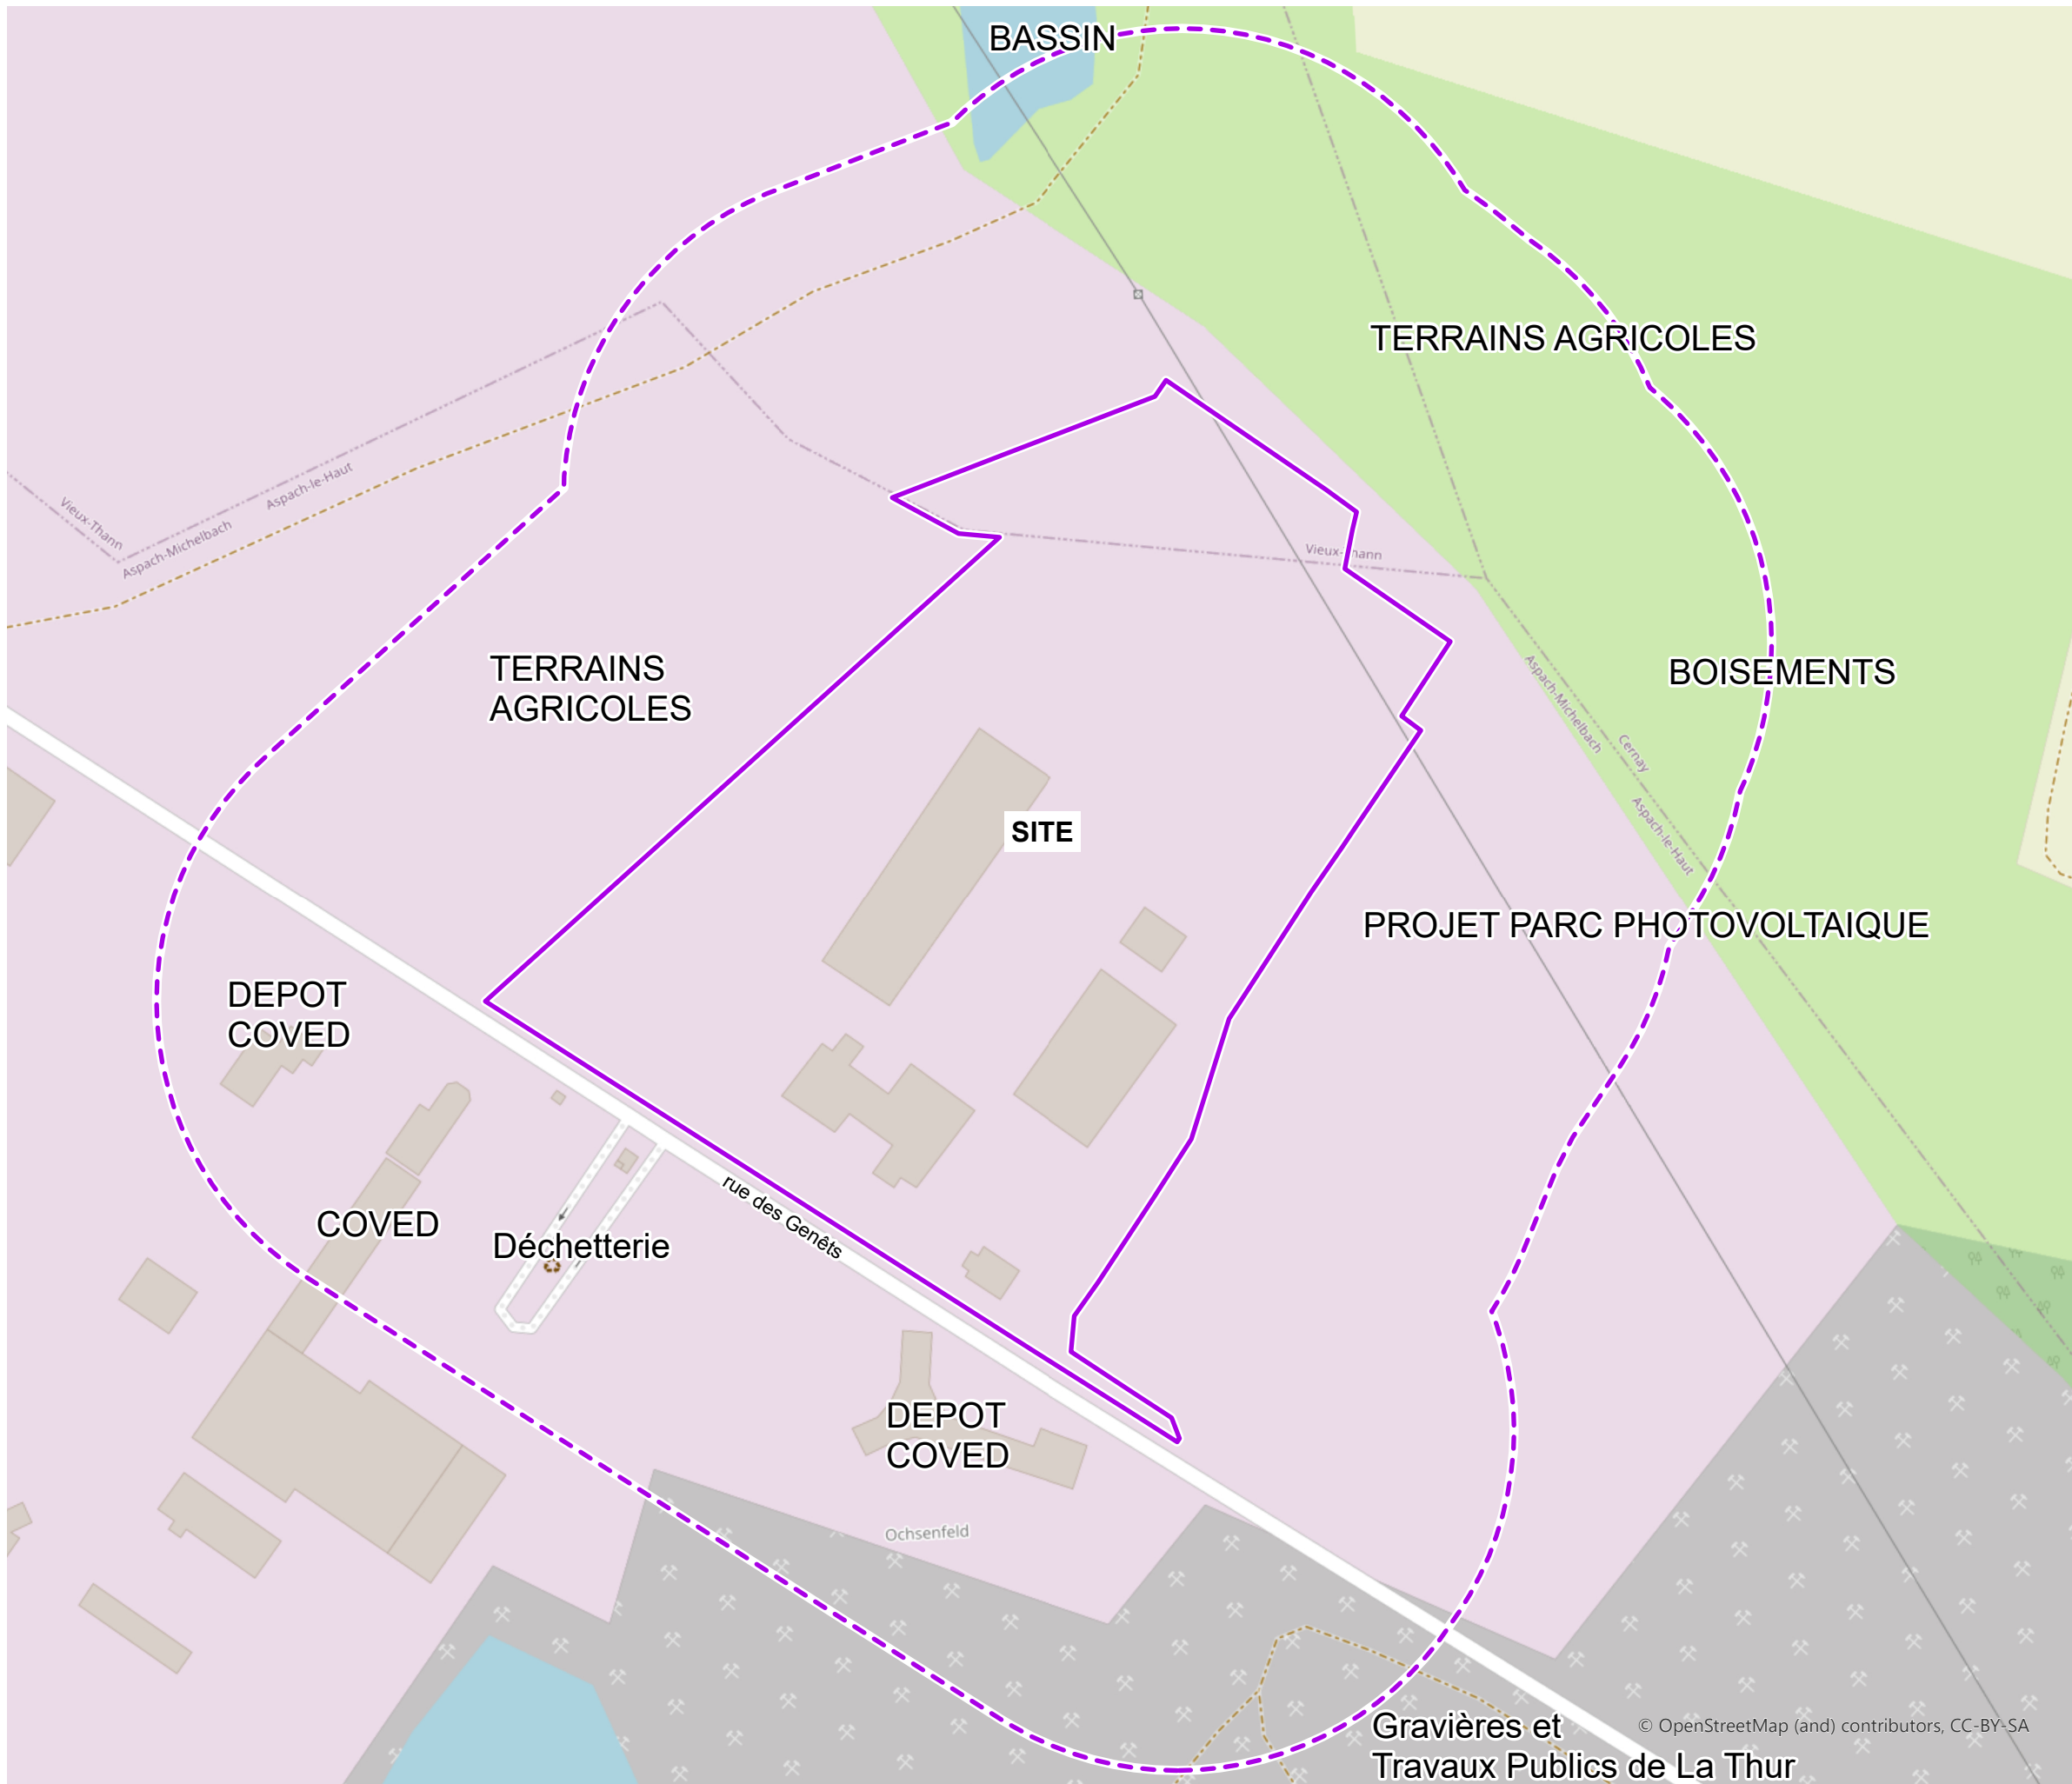 BASSIN
TERRAINS AGRICOLES
Aspach-le-Haut
Vieux-Thann
Aspach-Michelbach
Vieux-Thann
TERRAINS
AGRICOLES
BOISEMENTS
Aspach-Michelbach
Cernay
Aspach-le-Haut
SITE
PROJET PARC PHOTOVOLTAIQUE
DEPOT
COVED
COVED
Déchetterie
rue des Genêts
DEPOT
COVED
Ochsenfeld
Gravières et
Travaux Publics de La Thur
© OpenStreetMap (and) contributors, CC-BY-SA